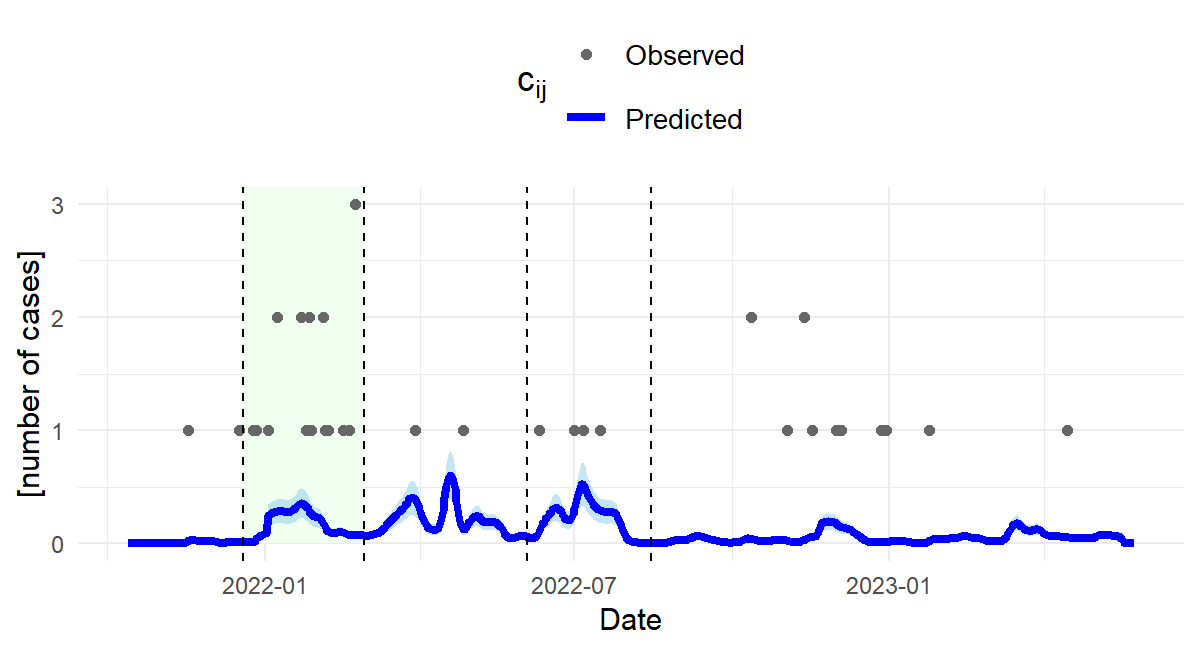 c_ij
Observed
Predicted
[number of cases]
3
2
1
0
2022-01
2022-07
2023-01
Date